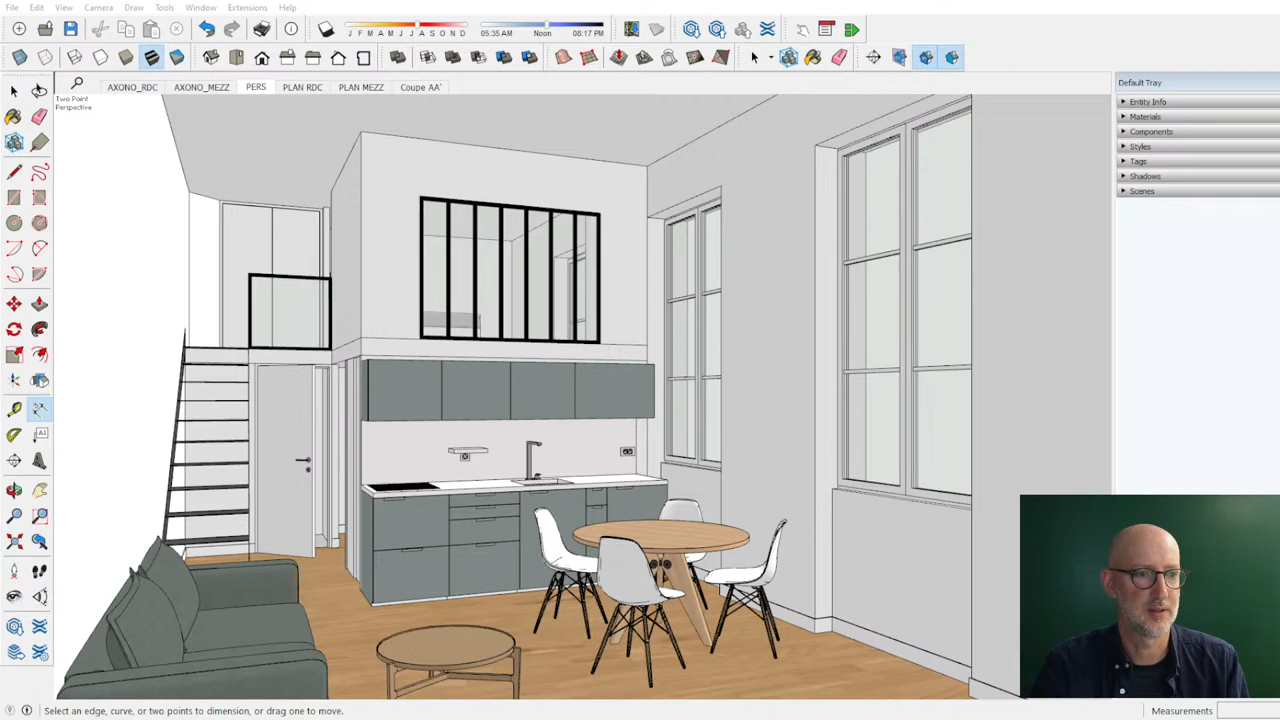 File Edit View Camera Draw Tools Window Extensions Help
J F M A M J J A S O N D
05:35 AM Noon 08:17 PM
AXONO_RDC AXONO_MEZZ PERS PLAN RDC PLAN MEZZ Coupe AA'
Two Point
Perspective
A1
Default Tray
Entity Info
Materials
Components
Styles
Tags
Shadows
Scenes
Select an edge, curve, or two points to dimension, or drag one to move.
Measurements